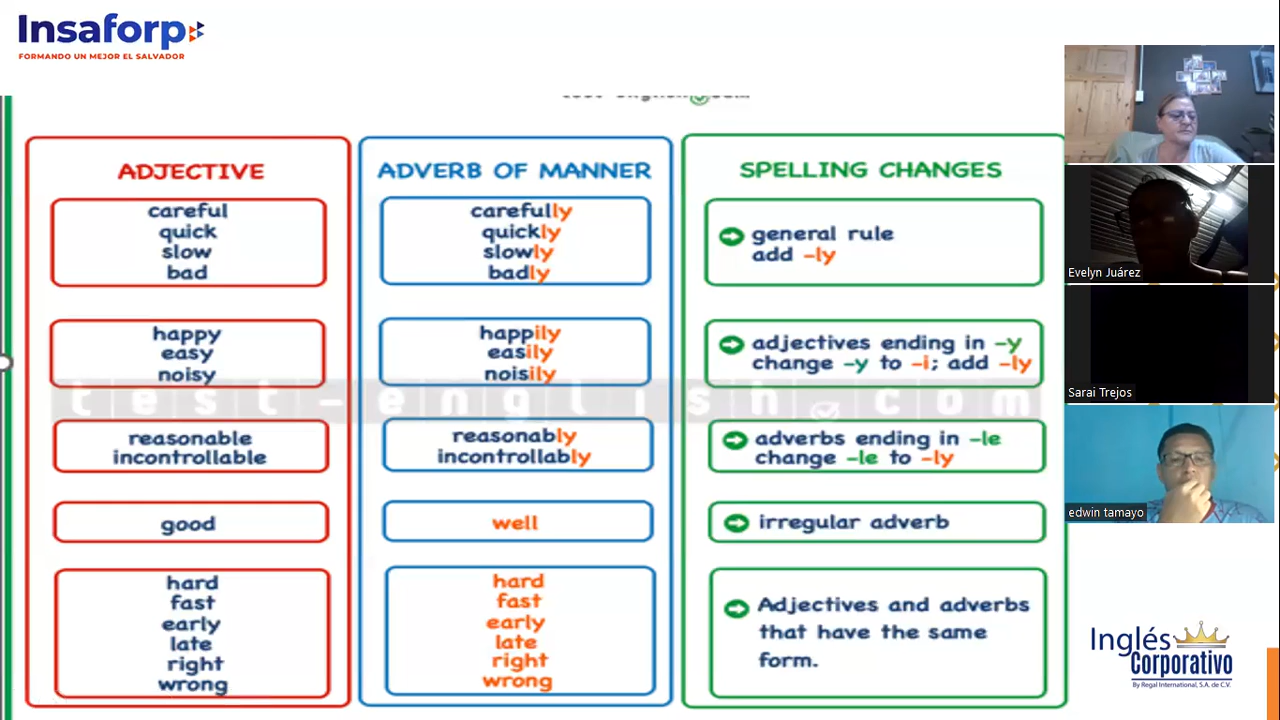 Insaforp
FORMANDO UN MEJOR EL SALVADOR
ADJECTIVE
careful
quick
slow
bad
happy
easy
noisy
reasonable
incontrollable
good
hard
fast
early
late
right
wrong
ADVERB OF MANNER
carefully
quickly
slowly
badly
happily
easily
noisily
reasonably
incontrollably
well
hard
fast
early
late
right
wrong
SPELLING CHANGES
general rule
add -ly
adjectives ending in -y
change -y to -i; add -ly
adverbs ending in -le
change -le to -ly
irregular adverb
Adjectives and adverbs
that have the same
form.
test-english.com
Evelyn Juárez
Sarai Trejos
edwin tamayo
Inglés
Corporativo
By Regal International, S.A. de C.V.